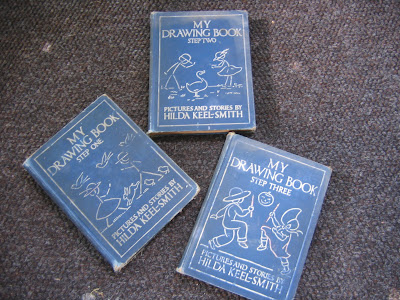 MY
DRAWING BOOK
STEP TWO
PICTURES AND STORIES BY
HILDA KEEL-SMITH
MY
DRAWING BOOK
STEP ONE
PICTURES AND STORIES BY
HILDA KEEL-SMITH
MY
DRAWING BOOK
STEP THREE
PICTURES AND STORIES BY
HILDA KEEL-SMITH